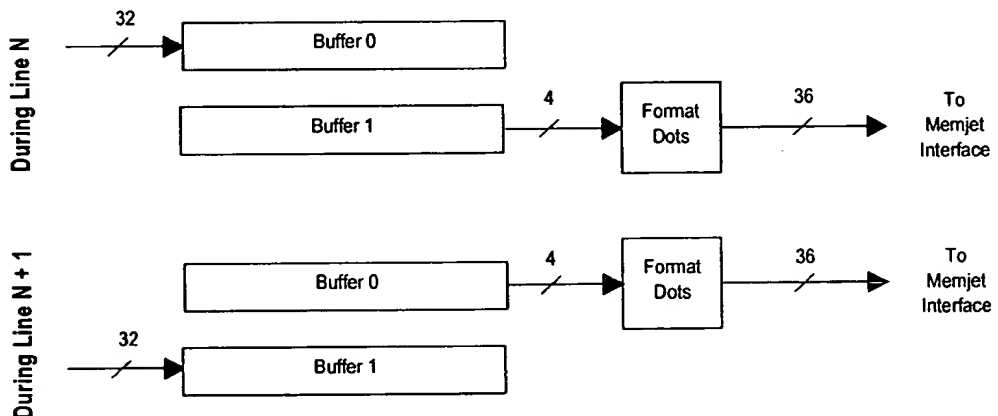 During Line N
32
Buffer 0
Buffer 1
4
Format
Dots
36
To
Memjet
Interface
During Line N + 1
Buffer 0
4
Format
Dots
36
To
Memjet
Interface
32
Buffer 1